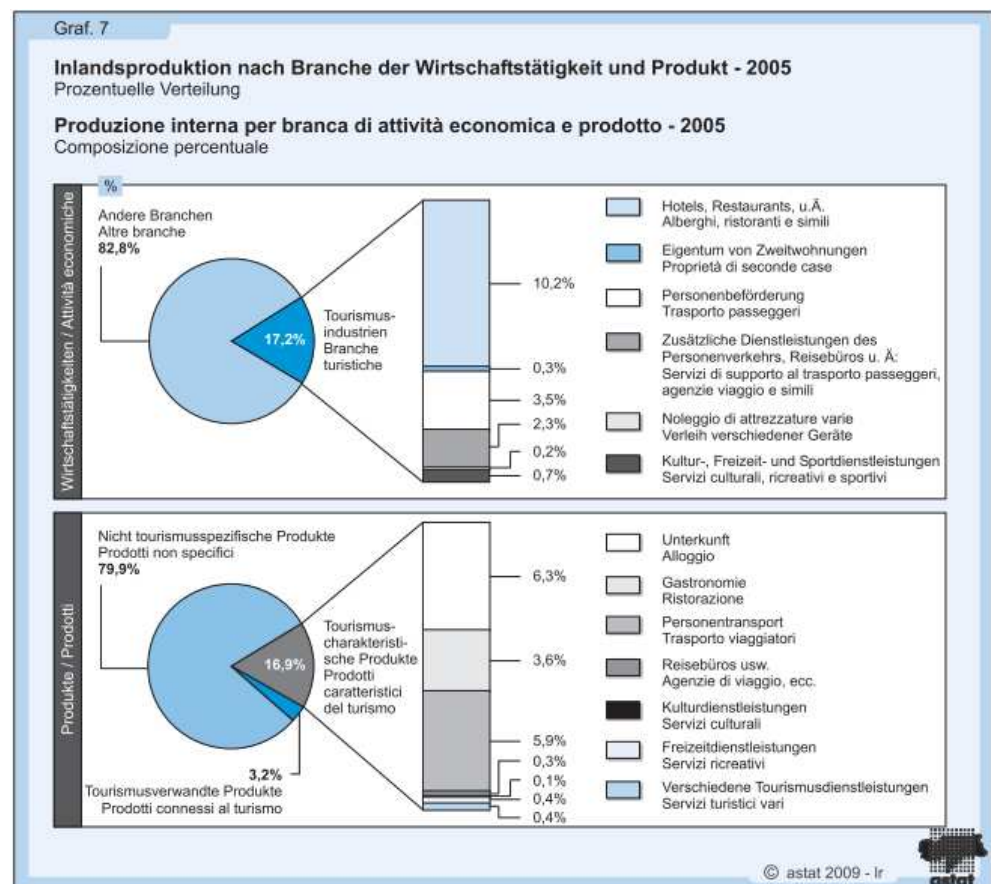 Graf. 7
Inlandsproduktion nach Branche der Wirtschaftstätigkeit und Produkt - 2005
Prozentuelle Verteilung
Produzione interna per branca di attività economica e prodotto - 2005
Composizione percentuale
Wirtschaftstätigkeiten / Attività economiche
%
Andere Branchen
Altre branche
82,8%
17,2%
Tourismus-
industrien
Branche
turistiche
10,2%
0,3%
3,5%
2,3%
0,2%
0,7%
Hotels, Restaurants, u.Ä.
Alberghi, ristoranti e simili
Eigentum von Zweitwohnungen
Proprietà di seconde case
Personenbeförderung
Trasporto passeggeri
Zusätzliche Dienstleistungen des
Personenverkehrs, Reisebüros u. Ä:
Servizi di supporto al trasporto passeggeri,
agenzie viaggio e simili
Noleggio di attrezzature varie
Verleih verschiedener Geräte
Kultur-, Freizeit- und Sportdienstleistungen
Servizi culturali, ricreativi e sportivi
Produkte / Prodotti
Nicht tourismusspezifische Produkte
Prodotti non specifici
79,9%
16,9%
Tourismus-
charakteristi-
sche Produkte
Prodotti
caratteristici
del turismo
3,2%
Tourismusverwandte Produkte
Prodotti connessi al turismo
6,3%
3,6%
5,9%
0,3%
0,1%
0,4%
0,4%
Unterkunft
Alloggio
Gastronomie
Ristorazione
Personentransport
Trasporto viaggiatori
Reisebüros usw.
Agenzie di viaggio, ecc.
Kulturdienstleistungen
Servizi culturali
Freizeitdienstleistungen
Servizi ricreativi
Verschiedene Tourismusdienstleistungen
Servizi turistici vari
© astat 2009 - lr
astat